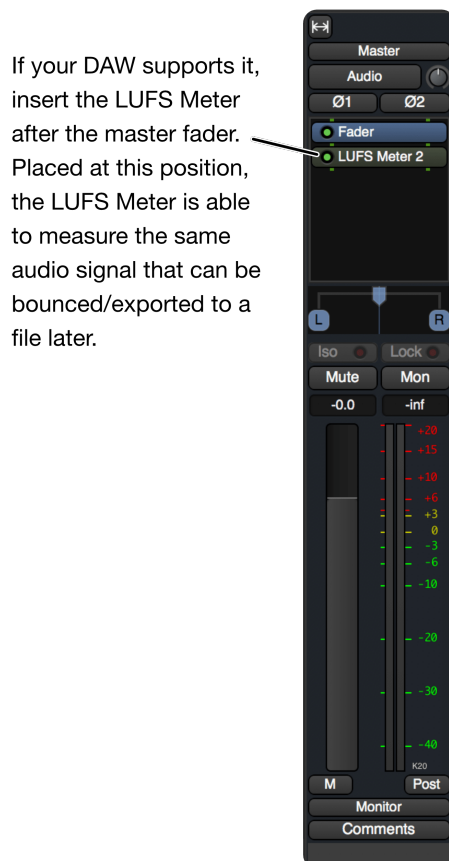 If your DAW supports it,
insert the LUFS Meter
after the master fader.
Placed at this position,
the LUFS Meter is able
to measure the same
audio signal that can be
bounced/exported to a
file later.
Master
Audio
Ø1 Ø2
Fader
LUFS Meter 2
L R
Iso Lock
Mute Mon
-0.0 -inf
+20
+15
+10
+6
+3
0
-3
-6
-10
-20
-30
-40
K20
M Post
Monitor
Comments